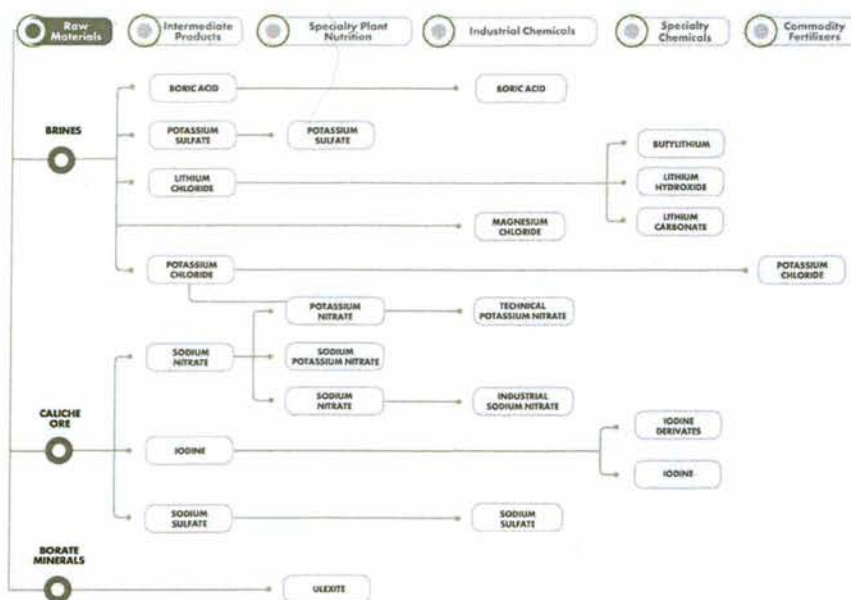 Raw
Materials
Intermediate
Products
Specialty Plant
Nutrition
Industrial Chemicals
Specialty
Chemicals
Commodity
Fertilizers
BRINES
BORIC ACID
BORIC ACID
POTASSIUM
SULFATE
POTASSIUM
SULFATE
BUTYLITHIUM
LITHIUM
CHLORIDE
LITHIUM
HYDROXIDE
MAGNESIUM
CHLORIDE
LITHIUM
CARBONATE
POTASSIUM
CHLORIDE
POTASSIUM
CHLORIDE
POTASSIUM
NITRATE
TECHNICAL
POTASSIUM NITRATE
SODIUM
NITRATE
SODIUM
POTASSIUM NITRATE
SODIUM
NITRATE
INDUSTRIAL
SODIUM NITRATE
CALICHE
ORE
IODINE
DERIVATES
IODINE
IODINE
SODIUM
SULFATE
SODIUM
SULFATE
BORATE
MINERALS
ULEXITE